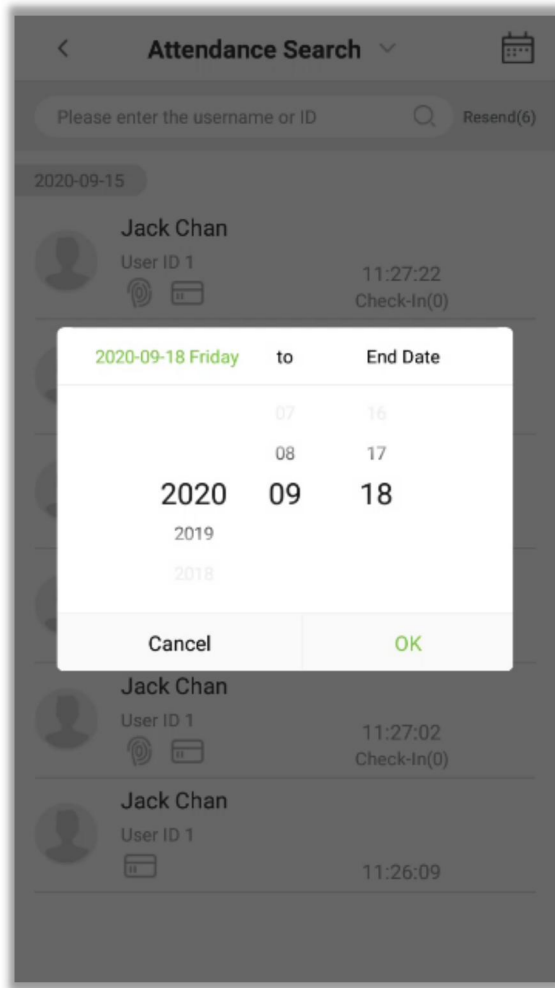 Attendance Search
Please enter the username or ID
Resend(6)
2020-09-15
Jack Chan
User ID 1
11:27:22
Check-In(0)
2020-09-18 Friday to End Date
07 16
08 17
2020 09 18
2019
2018
Cancel OK
Jack Chan
User ID 1
11:27:02
Check-In(0)
Jack Chan
User ID 1
11:26:09